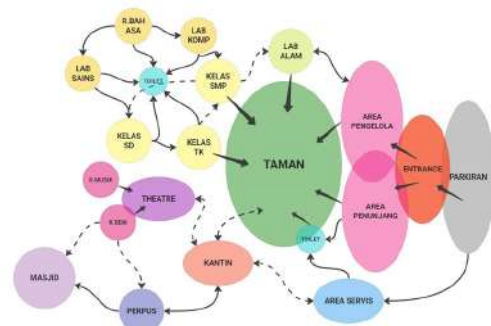 R.BAH
ASA
LAB
KOMP
LAB
SAINS
TOILET
KELAS
SMP
LAB
ALAM
KELAS
SD
KELAS
TK
TAMAN
AREA
PENGELOLA
ENTRANCE
PARKIRAN
AREA
PENUNJANG
R.MUSIK
THEATRE
R.SENI
TOILET
KANTIN
MASJID
PERPUS
AREA SERVIS